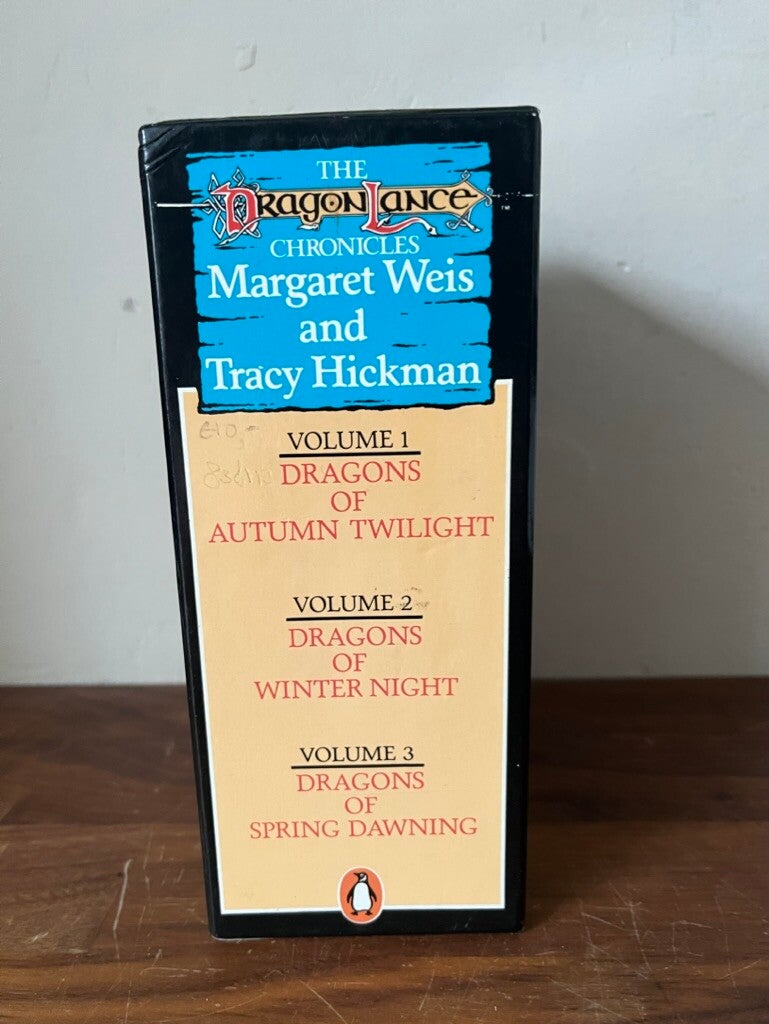 THE
DRAGONLANCE ™
CHRONICLES
Margaret Weis
and
Tracy Hickman
VOLUME 1
DRAGONS
OF
AUTUMN TWILIGHT
VOLUME 2
DRAGONS
OF
WINTER NIGHT
VOLUME 3
DRAGONS
OF
SPRING DAWNING